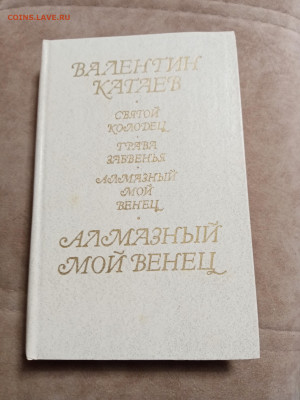 COINS.LAVE.RU
ВАЛЕНТИН
КАТАЕВ
СВЯТОЙ
КОЛОДЕЦ
ТРАВА
ЗАБВЕНЬЯ
АЛМАЗНЫЙ
МОЙ
ВЕНЕЦ
АЛМАЗНЫЙ
МОЙ ВЕНЕЦ